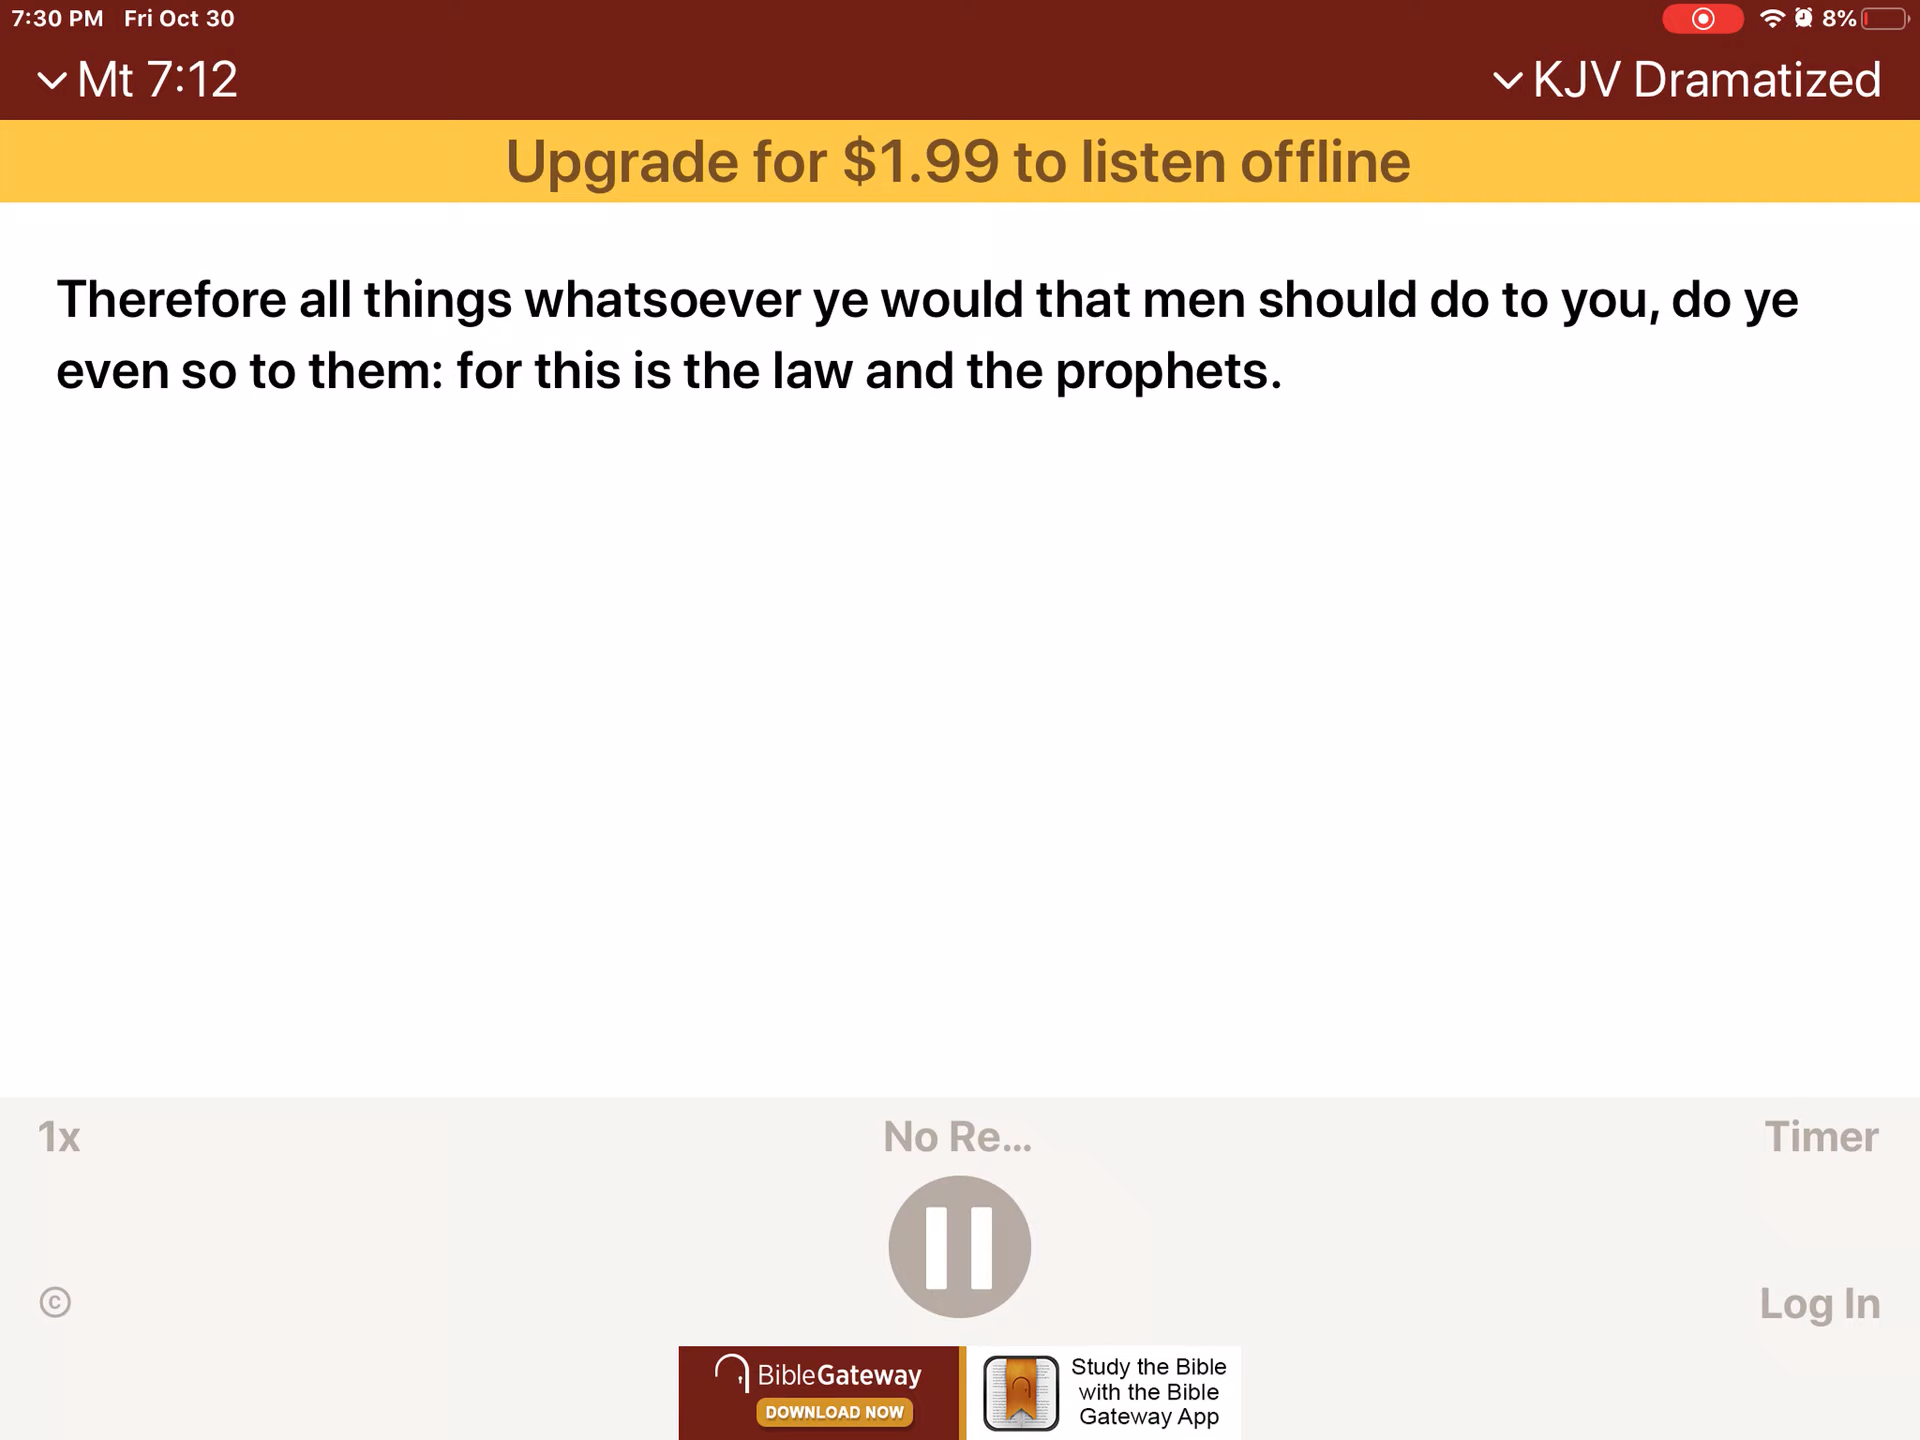 7:30 PM Fri Oct 30 8%
Mt 7:12 KJV Dramatized
Upgrade for $1.99 to listen offline
Therefore all things whatsoever ye would that men should do to you, do ye
even so to them: for this is the law and the prophets.
1x No Re... Timer
© Log In
BibleGateway
DOWNLOAD NOW
Study the Bible
with the Bible
Gateway App